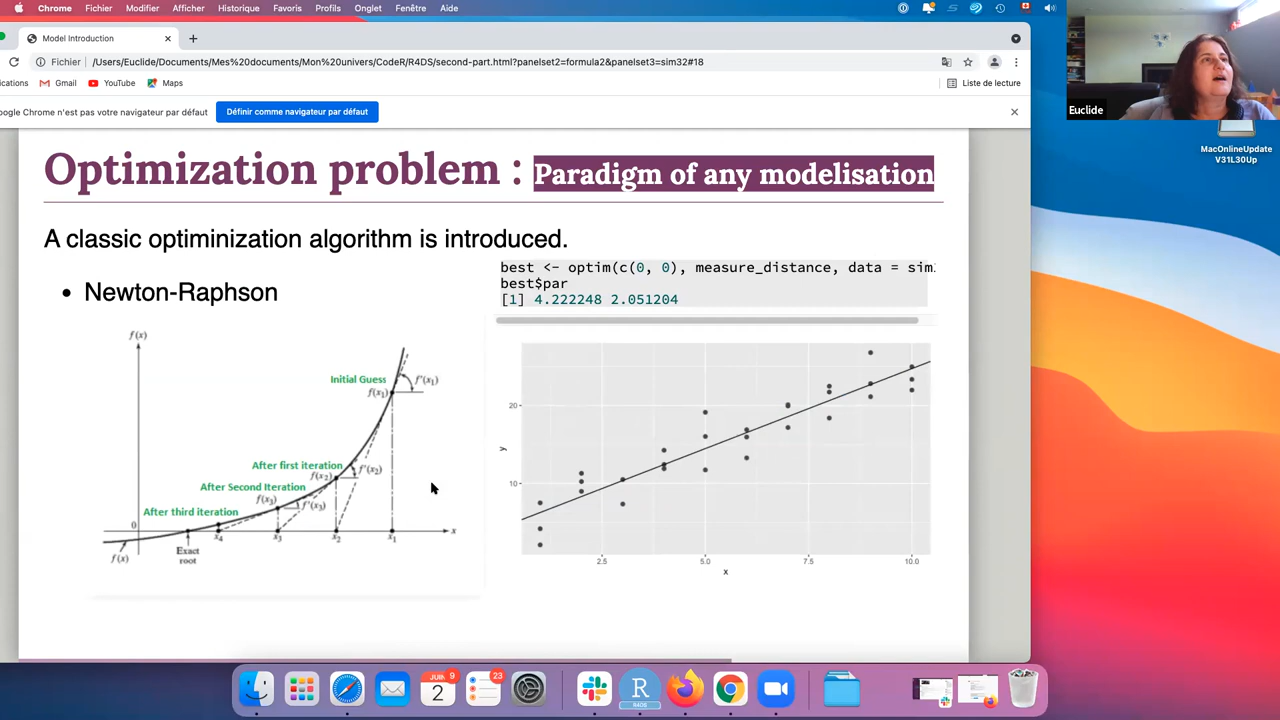 Chrome Fichier Modifier Afficher Historique Favoris Profils Onglet Fenêtre Aide
Model Introduction
Fichier /Users/Euclide/Documents/Mes%20documents/Mon%20univers/CodeR/R4DS/second-part.html?panelset2=formula2&panelset3=sim32#18
ications Gmail YouTube Maps Liste de lecture
oogle Chrome n'est pas votre navigateur par défaut Définir comme navigateur par défaut
Euclide
MacOnlineUpdate
V31L30Up
Optimization problem : Paradigm of any modelisation
A classic optiminization algorithm is introduced.
• Newton-Raphson
best <- optim(c(0, 0), measure_distance, data = sim
best$par
[1] 4.222248 2.051204
f(x)
Initial Guess
f'(x₁)
f(x₁)
After first iteration
f(x₂)
f'(x₂)
After Second Iteration
f(x₃)
f'(x₃)
After third iteration
0
x₄ x₃ x₂ x₁ x
Exact
root
f(x)
20
y
10
2.5 5.0 7.5 10.0
x
JUIN 9
2
23
R
R4DS